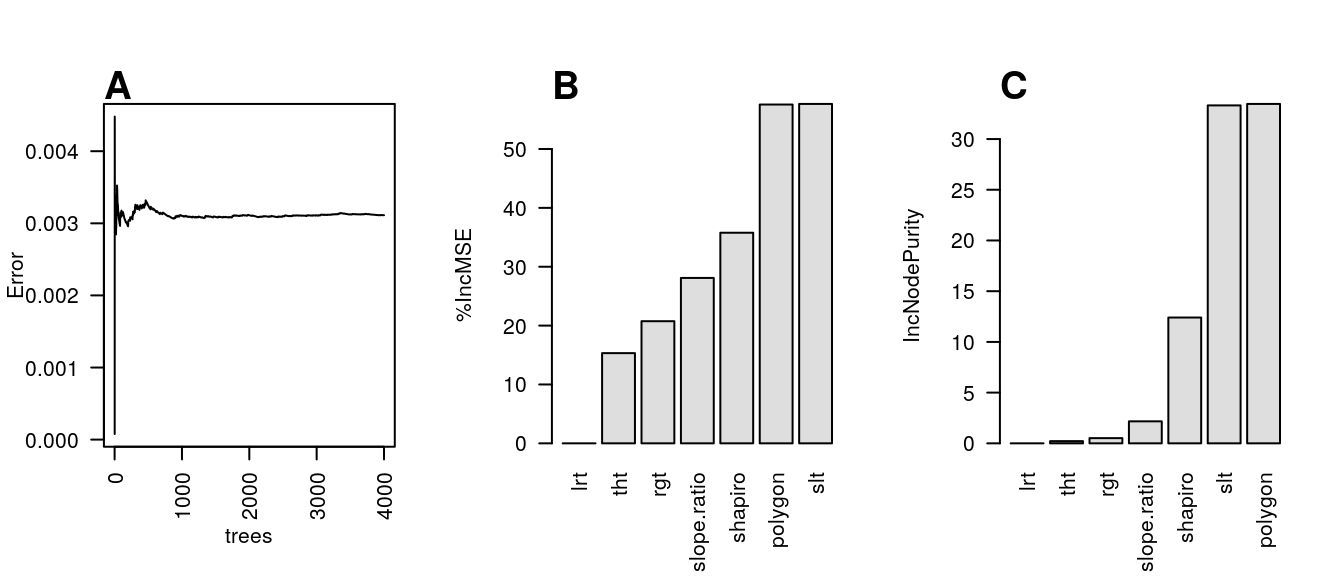 A
Error
0.004
0.003
0.002
0.001
0.000
0
1000
2000
3000
4000
trees
B
%IncMSE
50
40
30
20
10
0
lrt
tht
rgt
slope.ratio
shapiro
polygon
slt
C
IncNodePurity
30
25
20
15
10
5
0
lrt
tht
rgt
slope.ratio
shapiro
slt
polygon